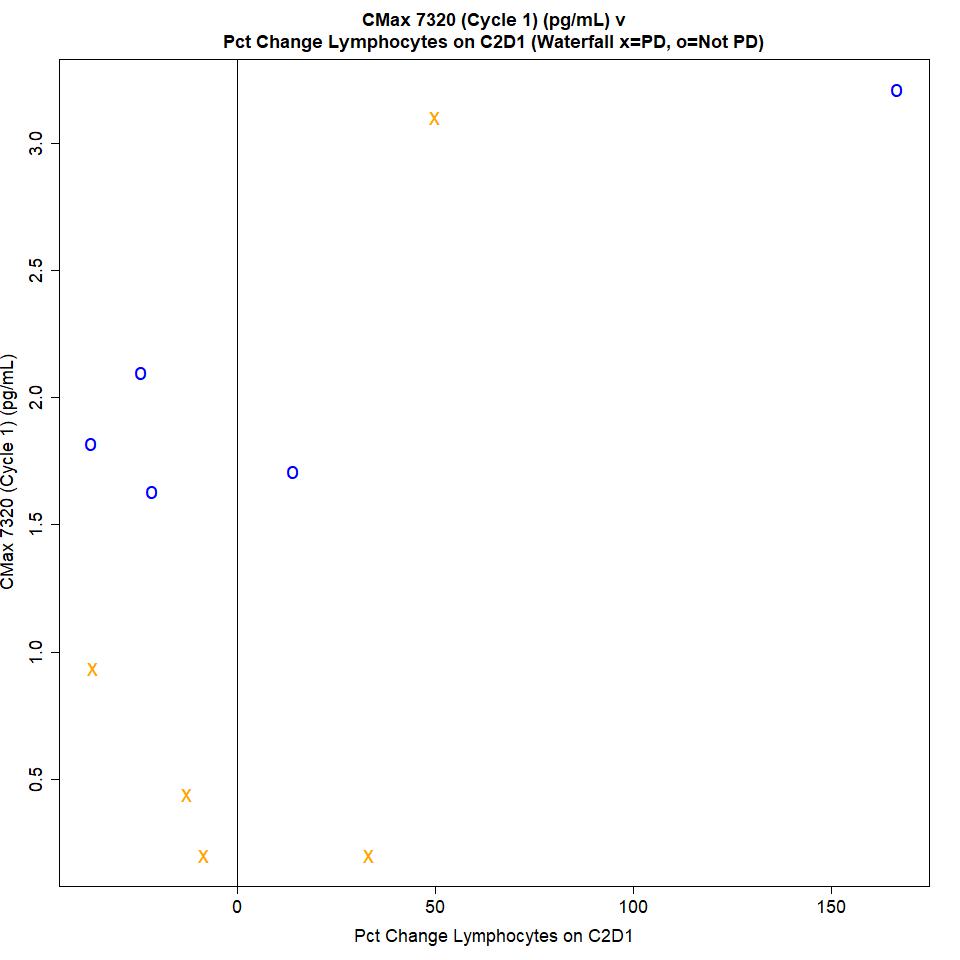 CMax 7320 (Cycle 1) (pg/mL) v
Pct Change Lymphocytes on C2D1 (Waterfall x=PD, o=Not PD)
CMax 7320 (Cycle 1) (pg/mL)
3.0
2.5
2.0
1.5
1.0
0.5
O
X
O
O
O
O
X
X
X
X
0 50 100 150
Pct Change Lymphocytes on C2D1